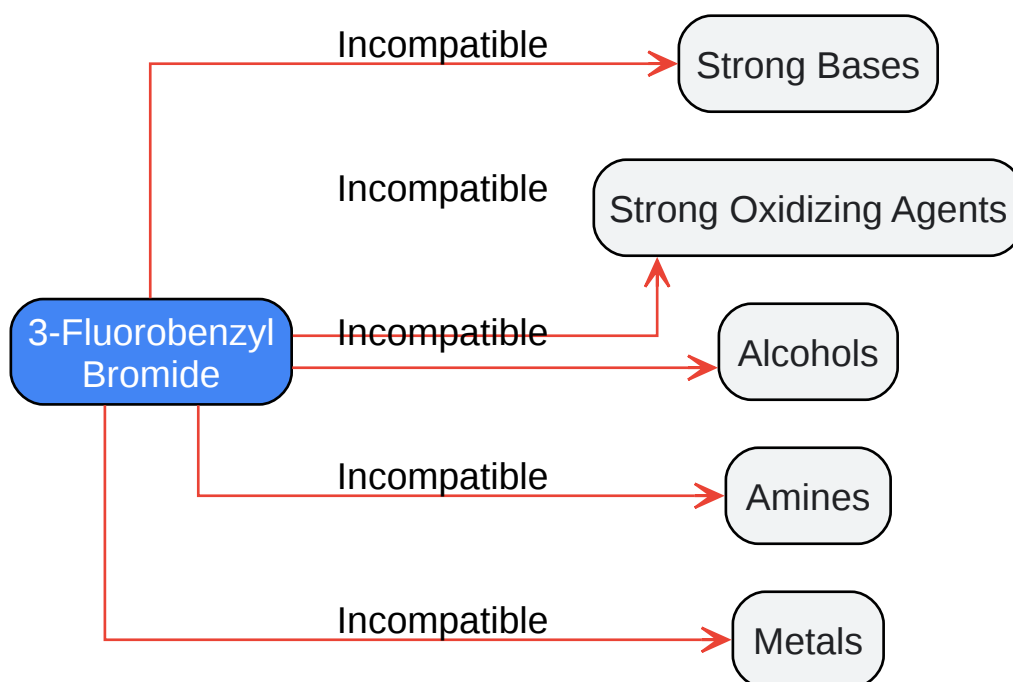 Incompatible
Strong Bases
Incompatible
Strong Oxidizing Agents
3-Fluorobenzyl
Bromide
Incompatible
Alcohols
Incompatible
Amines
Incompatible
Metals